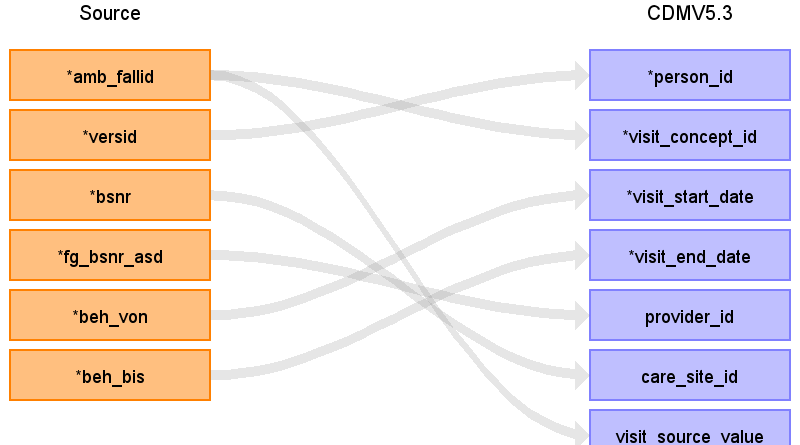 Source
CDMV5.3
*amb_fallid
*person_id
*versid
*visit_concept_id
*bsnr
*visit_start_date
*fg_bsnr_asd
*visit_end_date
*beh_von
provider_id
*beh_bis
care_site_id
visit_source_value